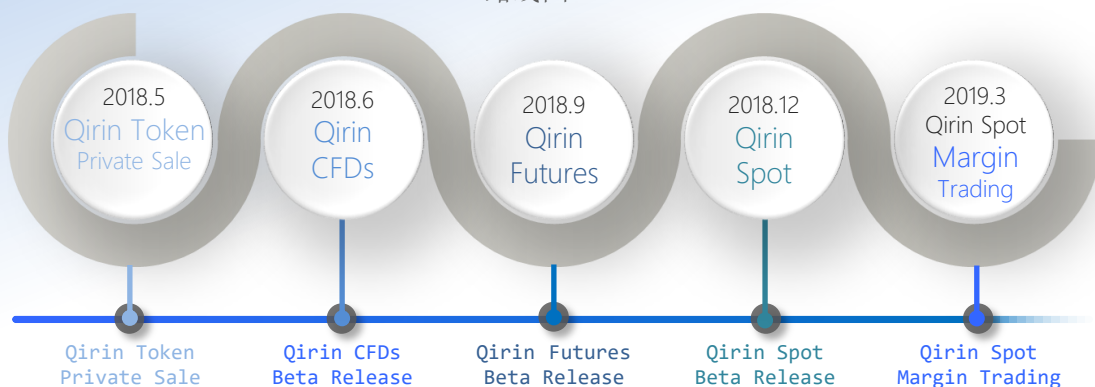 2018.5
Qirin Token
Private Sale
2018.6
Qirin
CFDs
2018.9
Qirin
Futures
2018.12
Qirin
Spot
2019.3
Qirin Spot
Margin
Trading
Qirin Token
Private Sale
Qirin CFDs
Beta Release
Qirin Futures
Beta Release
Qirin Spot
Beta Release
Qirin Spot
Margin Trading